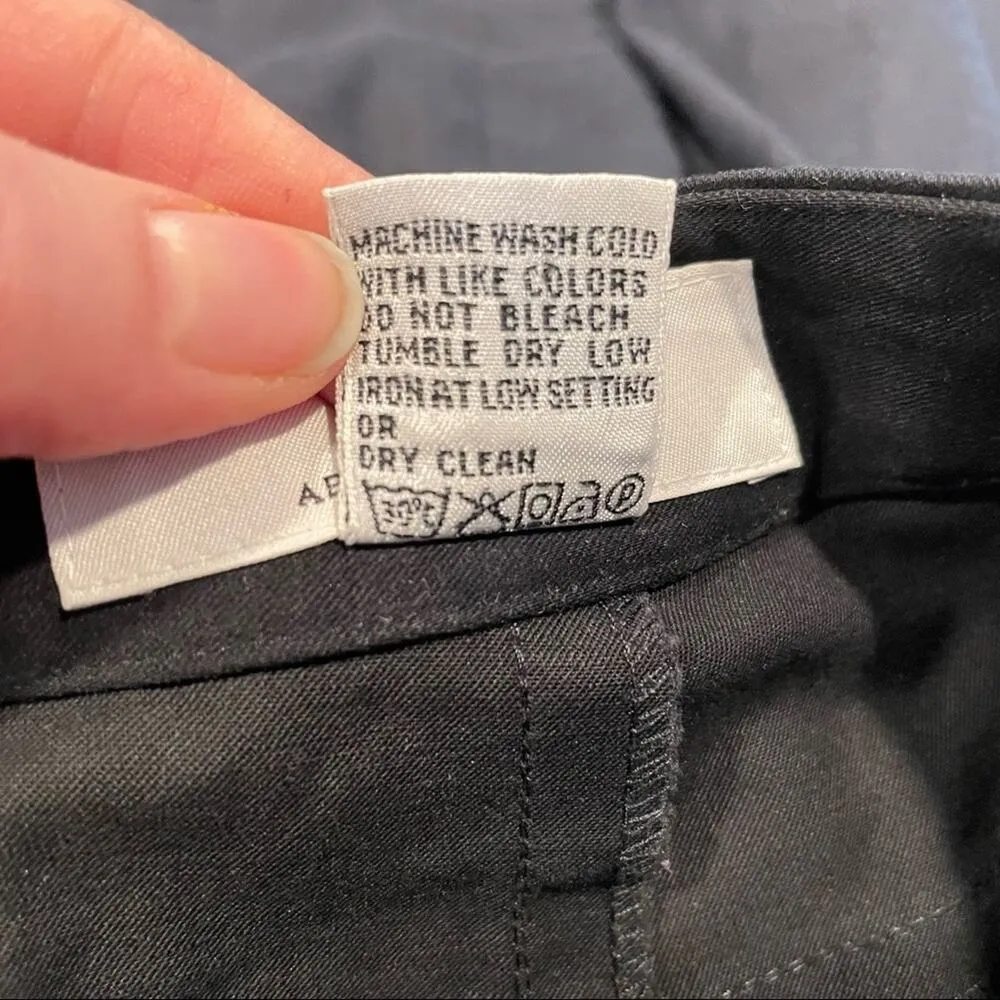 MACHINE WASH COLD
WITH LIKE COLORS
DO NOT BLEACH
TUMBLE DRY LOW
IRON AT LOW SETTING
OR
DRY CLEAN
30°C P